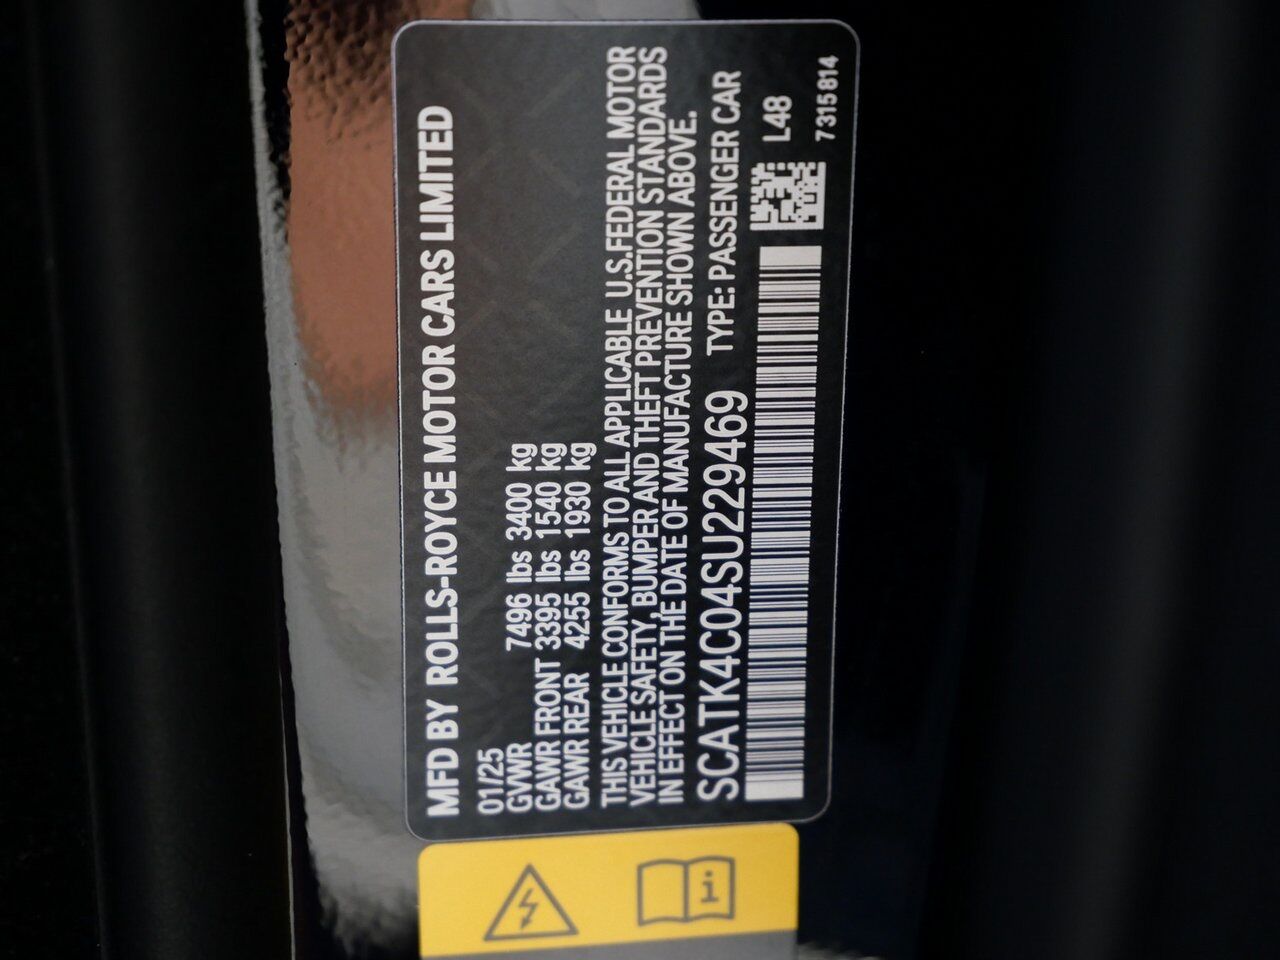 MFD BY ROLLS-ROYCE MOTOR CARS LIMITED
01/25
GVWR 7496 lbs 3400 kg
GAWR FRONT 3395 lbs 1540 kg
GAWR REAR 4255 lbs 1930 kg
THIS VEHICLE CONFORMS TO ALL APPLICABLE U.S.FEDERAL MOTOR
VEHICLE SAFETY, BUMPER AND THEFT PREVENTION STANDARDS
IN EFFECT ON THE DATE OF MANUFACTURE SHOWN ABOVE.
SCATK4C04SU229469 TYPE: PASSENGER CAR
L48
7315814